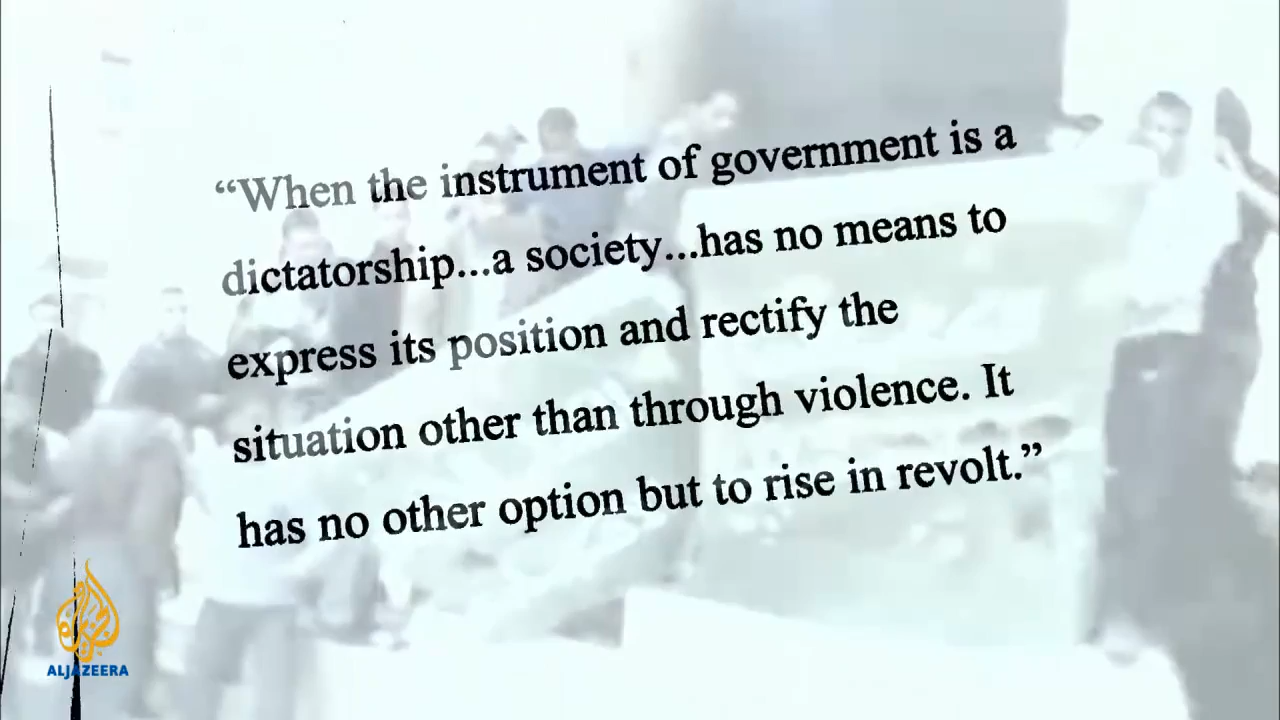 “When the instrument of government is a
dictatorship...a society...has no means to
express its position and rectify the
situation other than through violence. It
has no other option but to rise in revolt.”
ALJAZEERA